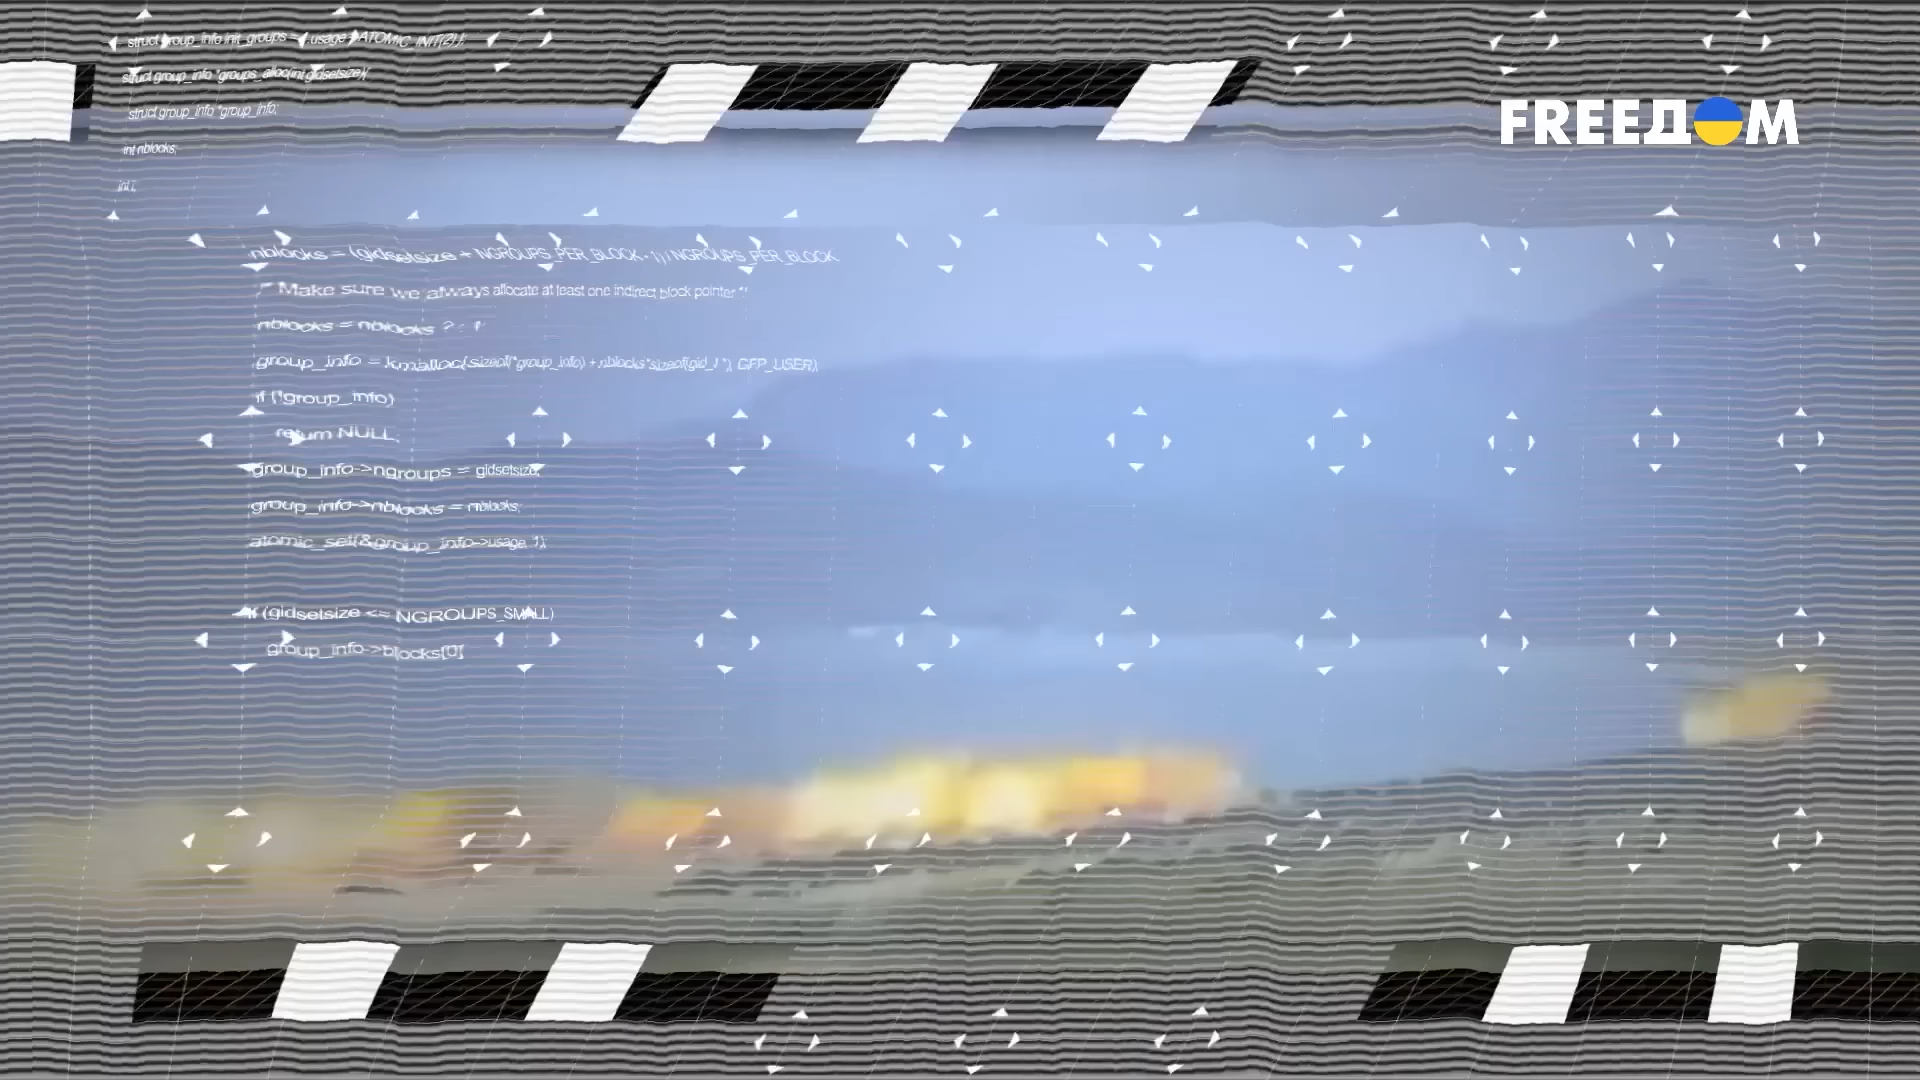 struct group_info init_groups = { .usage = ATOMIC_INIT(2) };
FREEДOM
struct group_info *groups_alloc(int gidsetsize){
struct group_info *group_info;
int nblocks;
int i;
nblocks = (gidsetsize + NGROUPS_PER_BLOCK - 1) / NGROUPS_PER_BLOCK;
/* Make sure we always allocate at least one indirect block pointer */
nblocks = nblocks ? : 1;
group_info = kmalloc(sizeof(*group_info) + nblocks*sizeof(gid_t *), GFP_USER);
if (!group_info)
return NULL;
group_info->ngroups = gidsetsize;
group_info->nblocks = nblocks;
atomic_set(&group_info->usage, 1);
if (gidsetsize <= NGROUPS_SMALL)
group_info->blocks[0]